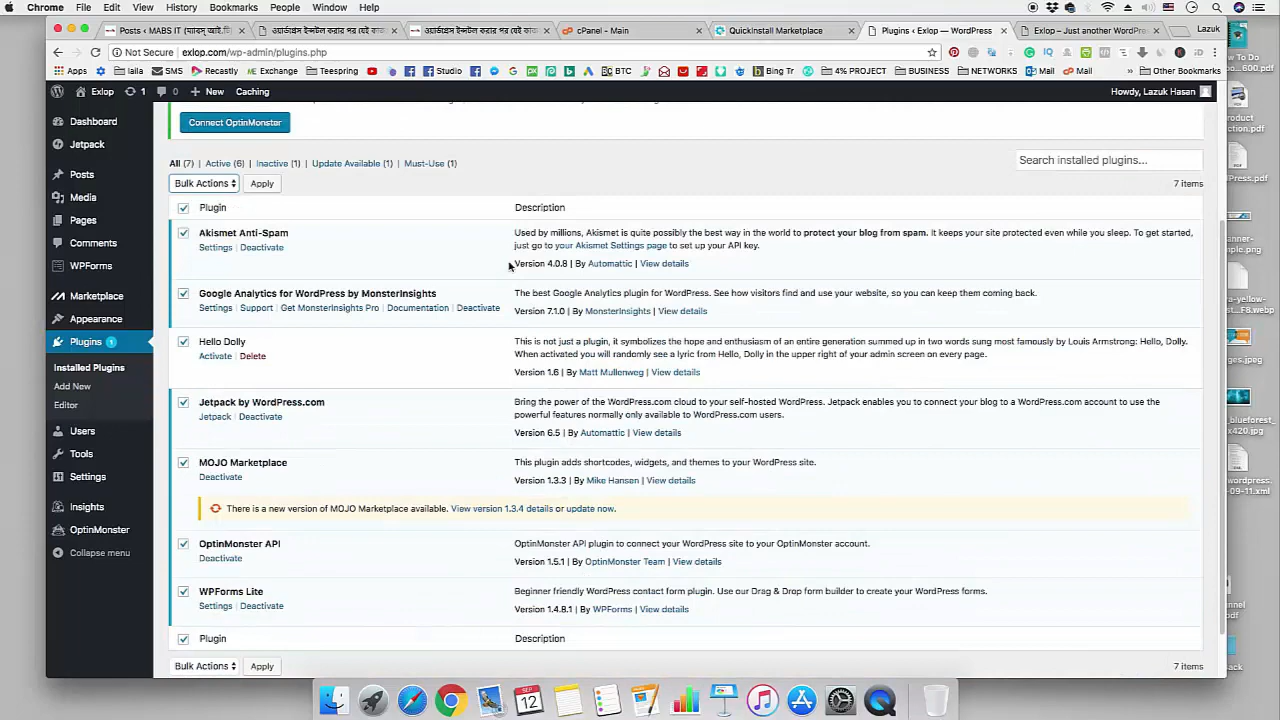 Chrome File Edit View History Bookmarks People Window Help
Posts ‹ MABS IT
cPanel - Main
QuickInstall Marketplace
Plugins ‹ Exlop — WordPress
Exlop – Just another WordPre
Lazuk
Not Secure exlop.com/wp-admin/plugins.php
Apps laila SMS Recastly Exchange Teespring Studio BTC Bing Tr 4% PROJECT BUSINESS NETWORKS Mail Mail » Other Bookmarks
Exlop 1 0 New Caching Howdy, Lazuk Hasan
Dashboard
Jetpack
Posts
Media
Pages
Comments
WPForms
Marketplace
Appearance
Plugins 1
Installed Plugins
Add New
Editor
Users
Tools
Settings
Insights
OptinMonster
Collapse menu
Connect OptinMonster
All (7) | Active (6) | Inactive (1) | Update Available (1) | Must-Use (1)
Search installed plugins...
Bulk Actions Apply 7 items
Plugin Description
Akismet Anti-Spam
Settings | Deactivate
Used by millions, Akismet is quite possibly the best way in the world to protect your blog from spam. It keeps your site protected even while you sleep. To get started,
just go to your Akismet Settings page to set up your API key.
Version 4.0.8 | By Automattic | View details
Google Analytics for WordPress by MonsterInsights
Settings | Support | Get MonsterInsights Pro | Documentation | Deactivate
The best Google Analytics plugin for WordPress. See how visitors find and use your website, so you can keep them coming back.
Version 7.1.0 | By MonsterInsights | View details
Hello Dolly
Activate | Delete
This is not just a plugin, it symbolizes the hope and enthusiasm of an entire generation summed up in two words sung most famously by Louis Armstrong: Hello, Dolly.
When activated you will randomly see a lyric from Hello, Dolly in the upper right of your admin screen on every page.
Version 1.6 | By Matt Mullenweg | View details
Jetpack by WordPress.com
Jetpack | Deactivate
Bring the power of the WordPress.com cloud to your self-hosted WordPress. Jetpack enables you to connect your blog to a WordPress.com account to use the
powerful features normally only available to WordPress.com users.
Version 6.5 | By Automattic | View details
MOJO Marketplace
Deactivate
This plugin adds shortcodes, widgets, and themes to your WordPress site.
Version 1.3.3 | By Mike Hansen | View details
There is a new version of MOJO Marketplace available. View version 1.3.4 details or update now.
OptinMonster API
Deactivate
OptinMonster API plugin to connect your WordPress site to your OptinMonster account.
Version 1.5.1 | By OptinMonster Team | View details
WPForms Lite
Settings | Deactivate
Beginner friendly WordPress contact form plugin. Use our Drag & Drop form builder to create your WordPress forms.
Version 1.4.8.1 | By WPForms | View details
Plugin Description
Bulk Actions Apply 7 items
SEP
12